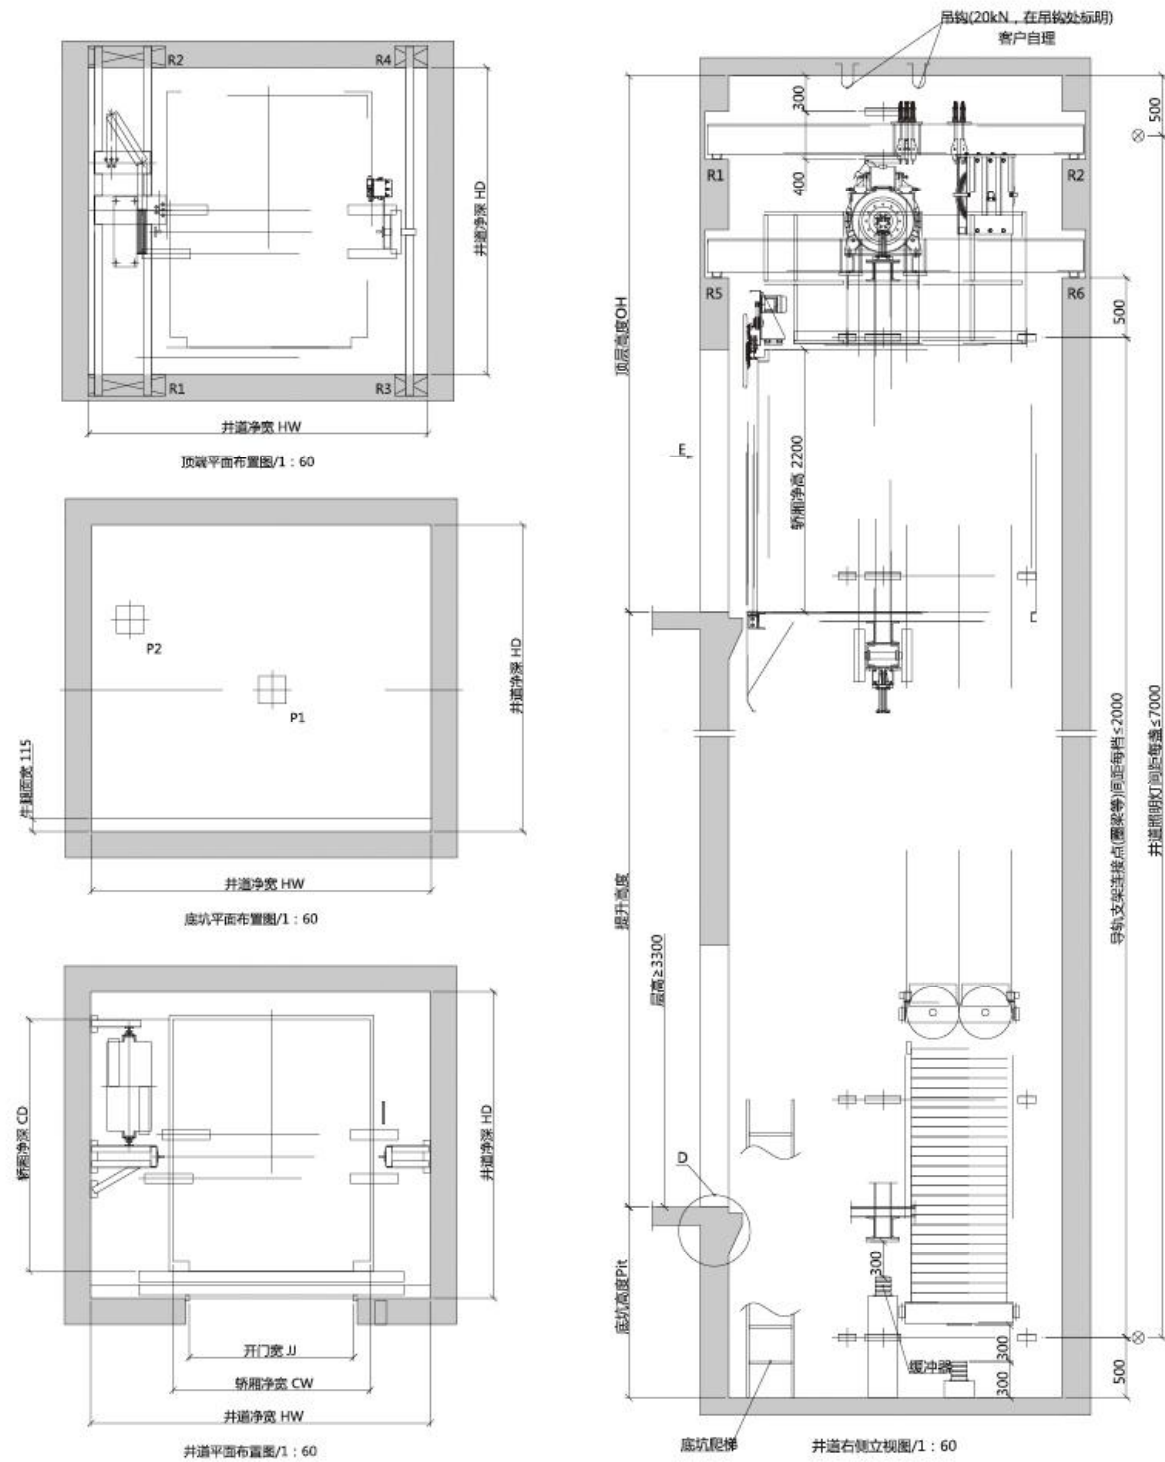 R2
R4
井道净深 HD
R1
R3
井道净宽 HW
顶端平面布置图/1：60
P2
P1
井道净深 HD
牛腿面宽 115
井道净宽 HW
底坑平面布置图/1：60
轿厢净深 CD
井道净深 HD
开门宽 JJ
轿厢净宽 CW
井道净宽 HW
井道平面布置图/1：60
吊钩(20kN，在吊钩处标明)
客户自理
300
500
R1
R2
400
R5
R6
500
顶层高度OH
E
轿厢净高 2200
导轨支架连接点(圈梁等)间距每档≤2000
井道照明灯间距每盏≤7000
提升高度
层高≥3300
D
300
底坑高度Pit
缓冲器
300
300
500
底坑爬梯
井道右侧立视图/1：60